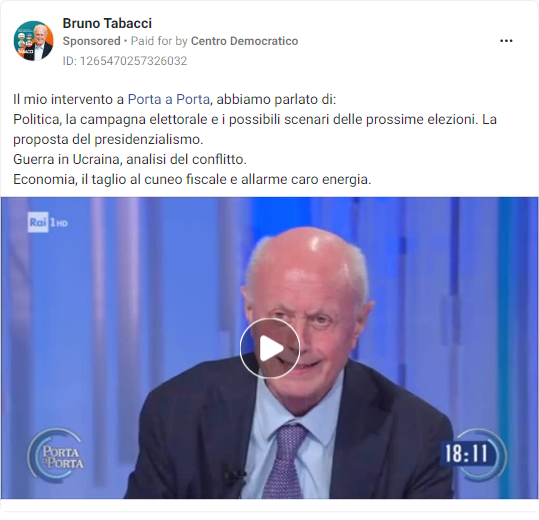 Bruno Tabacci
Sponsored • Paid for by Centro Democratico
ID: 1265470257326032
Il mio intervento a Porta a Porta, abbiamo parlato di:
Politica, la campagna elettorale e i possibili scenari delle prossime elezioni. La
proposta del presidenzialismo.
Guerra in Ucraina, analisi del conflitto.
Economia, il taglio al cuneo fiscale e allarme caro energia.
Rai 1 HD
PORTA
A PORTA
18:11